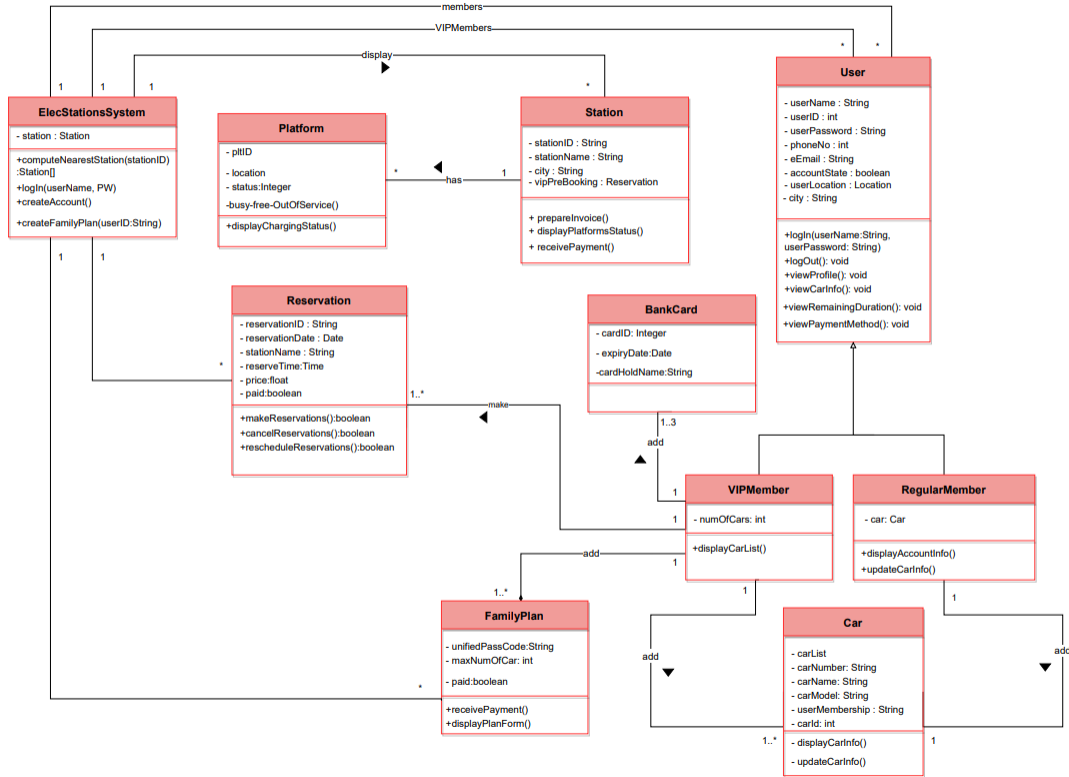 members
VIPMembers
display
*
*
1
1
1
*
ElecStationsSystem
- station : Station
+computeNearestStation(stationID)
:Station[]
+logIn(userName, PW)
+createAccount()
+createFamilyPlan(userID:String)
1
1
Platform
- pltID
- location
- status:Integer
-busy-free-OutOfService()
+displayChargingStatus()
*
has
1
Station
- stationID : String
- stationName : String
- city : String
- vipPreBooking : Reservation
+ prepareInvoice()
+ displayPlatformsStatus()
+ receivePayment()
User
- userName : String
- userID : int
- userPassword : String
- phoneNo : int
- eEmail : String
- accountState : boolean
- userLocation : Location
- city : String
+logIn(userName:String,
userPassword: String)
+logOut(): void
+viewProfile(): void
+viewCarInfo(): void
+viewRemainingDuration(): void
+viewPaymentMethod(): void
Reservation
- reservationID : String
- reservationDate : Date
- stationName : String
- reserveTime:Time
- price:float
- paid:boolean
+makeReservations():boolean
+cancelReservations():boolean
+rescheduleReservations():boolean
*
1..*
make
BankCard
- cardID: Integer
- expiryDate:Date
-cardHoldName:String
1..3
add
1
1
1
VIPMember
- numOfCars: int
+displayCarList()
RegularMember
- car: Car
+displayAccountInfo()
+updateCarInfo()
add
1..*
FamilyPlan
- unifiedPassCode:String
- maxNumOfCar: int
- paid:boolean
+receivePayment()
+displayPlanForm()
*
1
add
1
add
Car
- carList
- carNumber: String
- carName: String
- carModel: String
- userMembership : String
- carId: int
- displayCarInfo()
- updateCarInfo()
1..*
1